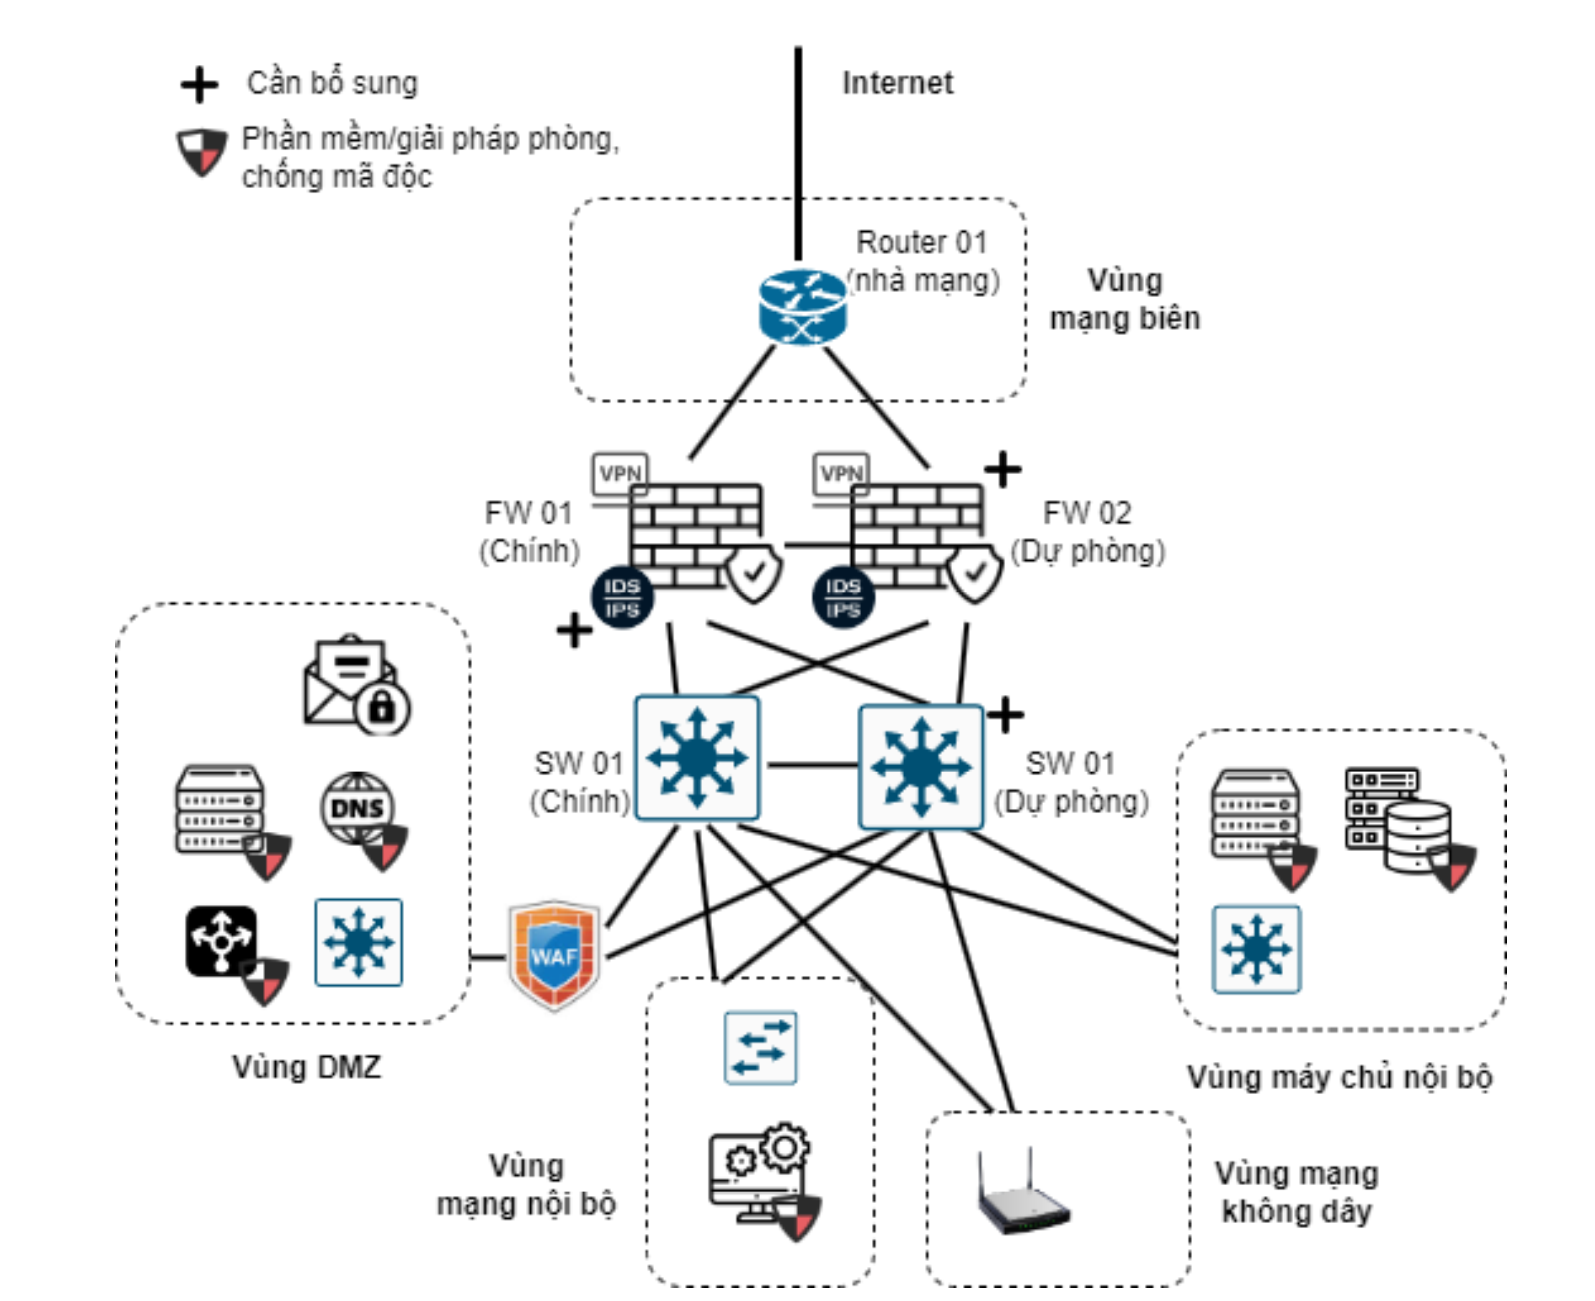 Cần bổ sung
Phần mềm/giải pháp phòng,
chống mã độc
Internet
Router 01
(nhà mạng)
Vùng
mạng biên
VPN
VPN
FW 01
(Chính)
FW 02
(Dự phòng)
IDS
IPS
IDS
IPS
DNS
SW 01
(Chính)
SW 01
(Dự phòng)
WAF
Vùng DMZ
Vùng máy chủ nội bộ
Vùng
mạng nội bộ
Vùng mạng
không dây